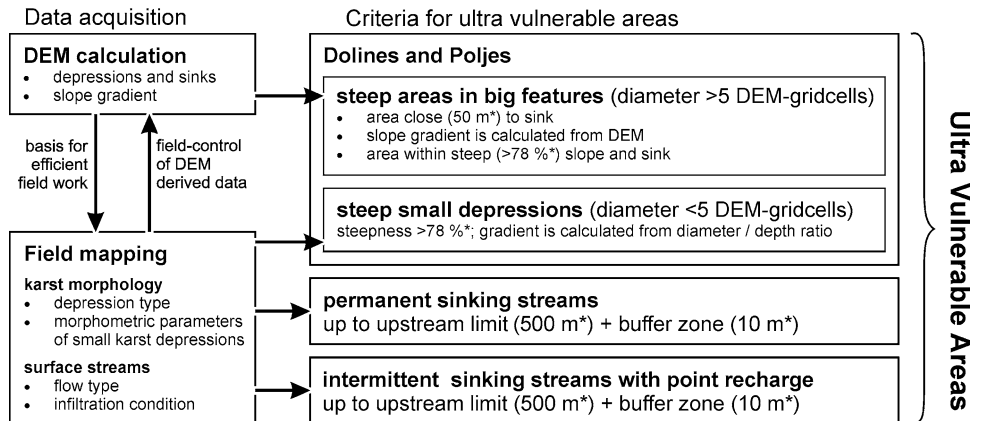 Data acquisition
Criteria for ultra vulnerable areas
DEM calculation
• depressions and sinks
• slope gradient
basis for
efficient
field work
field-control
of DEM
derived data
Field mapping
karst morphology
• depression type
• morphometric parameters
of small karst depressions
surface streams
• flow type
• infiltration condition
Dolines and Poljes
steep areas in big features (diameter >5 DEM-gridcells)
• area close (50 m*) to sink
• slope gradient is calculated from DEM
• area within steep (>78 %*) slope and sink
steep small depressions (diameter <5 DEM-gridcells)
steepness >78 %*; gradient is calculated from diameter / depth ratio
permanent sinking streams
up to upstream limit (500 m*) + buffer zone (10 m*)
intermittent sinking streams with point recharge
up to upstream limit (500 m*) + buffer zone (10 m*)
Ultra Vulnerable Areas